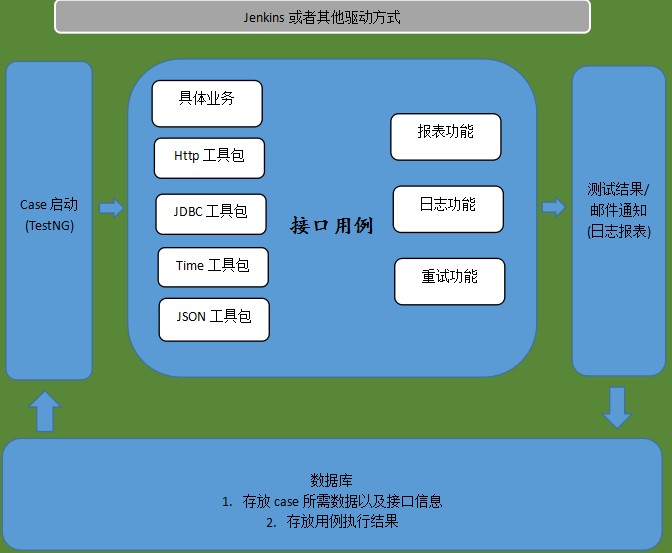 Jenkins 或者其他驱动方式
Case 启动
(TestNG)
具体业务
Http 工具包
JDBC 工具包
Time 工具包
JSON 工具包
接口用例
报表功能
日志功能
重试功能
测试结果/
邮件通知
(日志报表)
数据库
1. 存放 case 所需数据以及接口信息
2. 存放用例执行结果